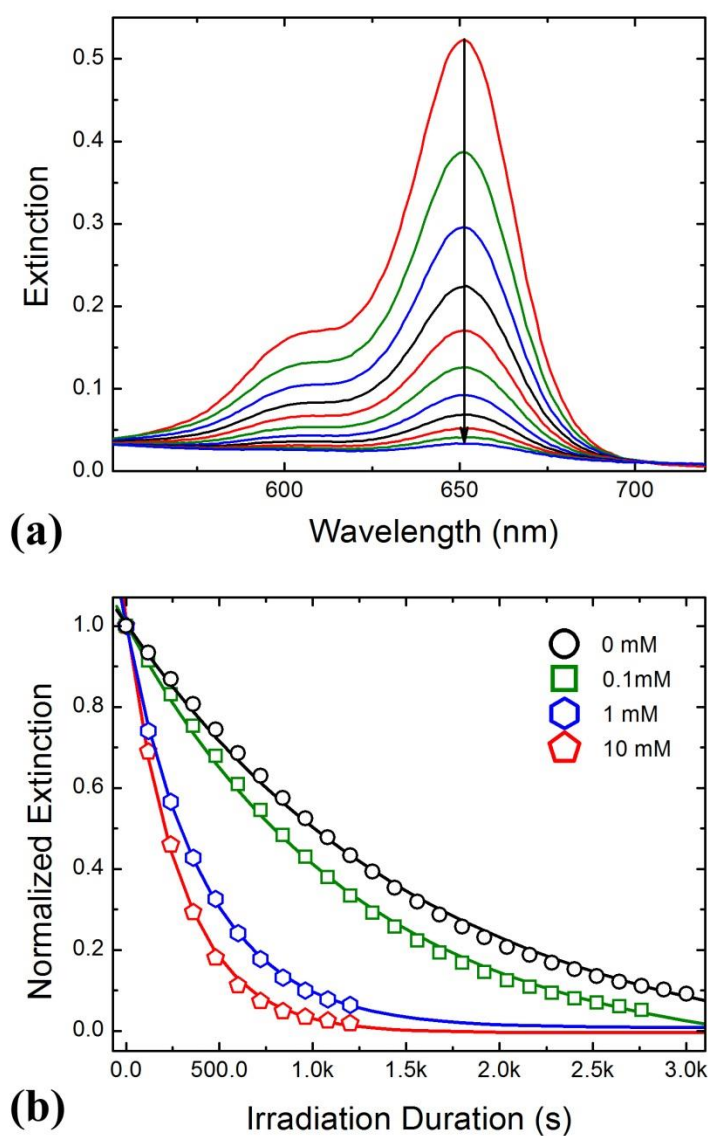 0.5
0.4
0.3
0.2
0.1
0.0
Extinction
600 650 700
Wavelength (nm)
(a)
1.0
0.8
0.6
0.4
0.2
0.0
Normalized Extinction
0 mM
0.1mM
1 mM
10 mM
0.0 500.0 1.0k 1.5k 2.0k 2.5k 3.0k
Irradiation Duration (s)
(b)